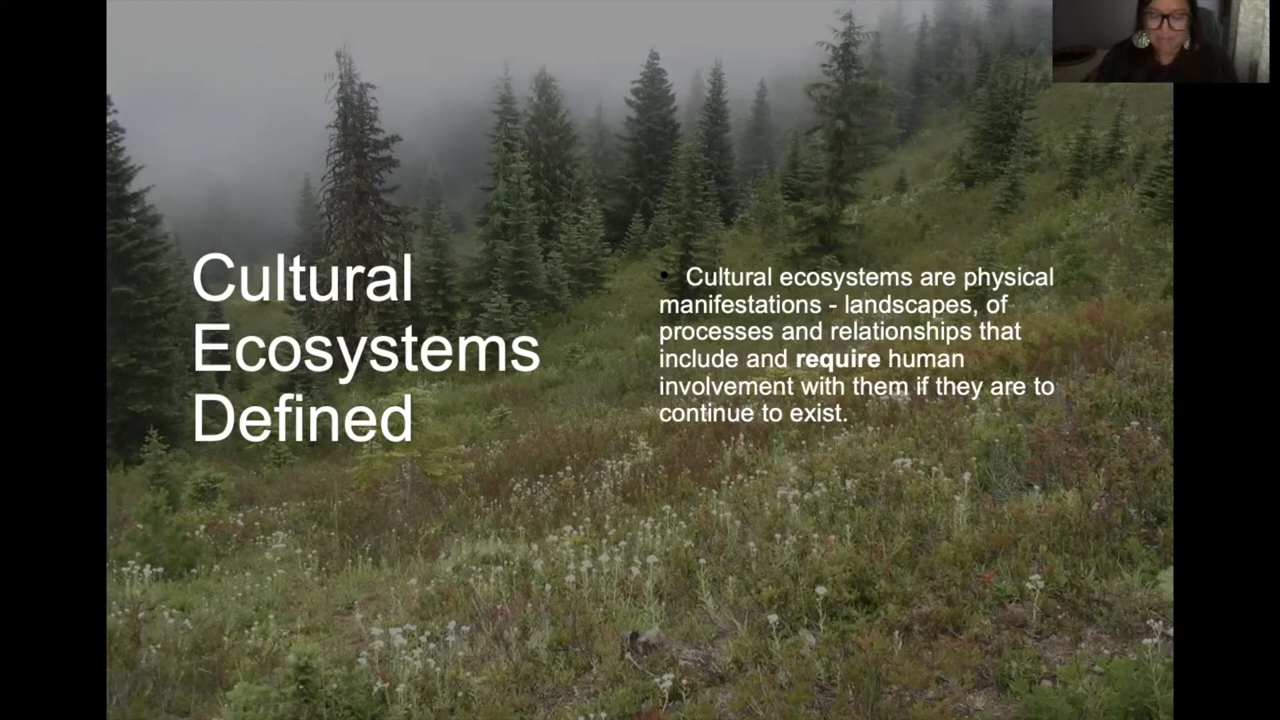 Cultural
Ecosystems
Defined
• Cultural ecosystems are physical
manifestations - landscapes, of
processes and relationships that
include and require human
involvement with them if they are to
continue to exist.